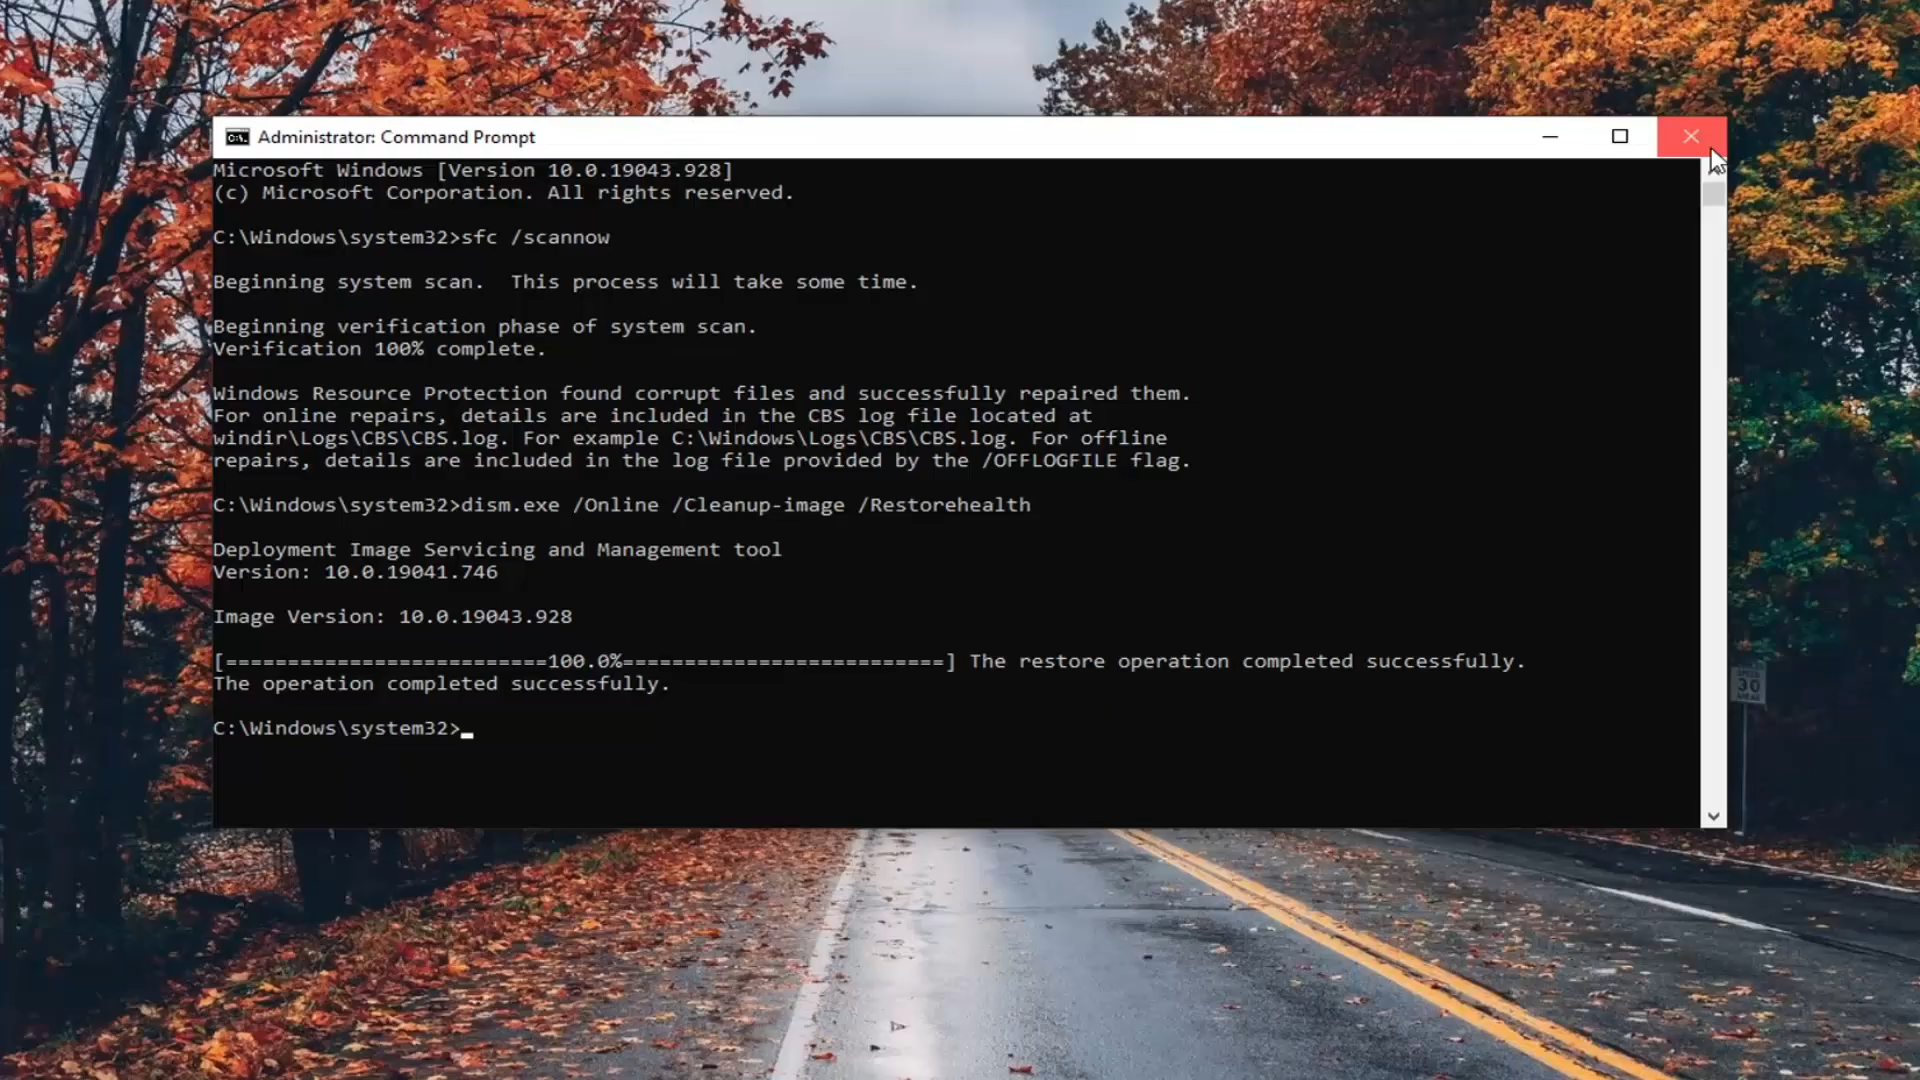 Administrator: Command Prompt
Microsoft Windows [Version 10.0.19043.928]
(c) Microsoft Corporation. All rights reserved.
C:\Windows\system32>sfc /scannow
Beginning system scan.  This process will take some time.
Beginning verification phase of system scan.
Verification 100% complete.
Windows Resource Protection found corrupt files and successfully repaired them.
For online repairs, details are included in the CBS log file located at
windir\Logs\CBS\CBS.log. For example C:\Windows\Logs\CBS\CBS.log. For offline
repairs, details are included in the log file provided by the /OFFLOGFILE flag.
C:\Windows\system32>dism.exe /Online /Cleanup-image /Restorehealth
Deployment Image Servicing and Management tool
Version: 10.0.19041.746
Image Version: 10.0.19043.928
[==========================100.0%==========================] The restore operation completed successfully.
The operation completed successfully.
C:\Windows\system32>
SPEED
30